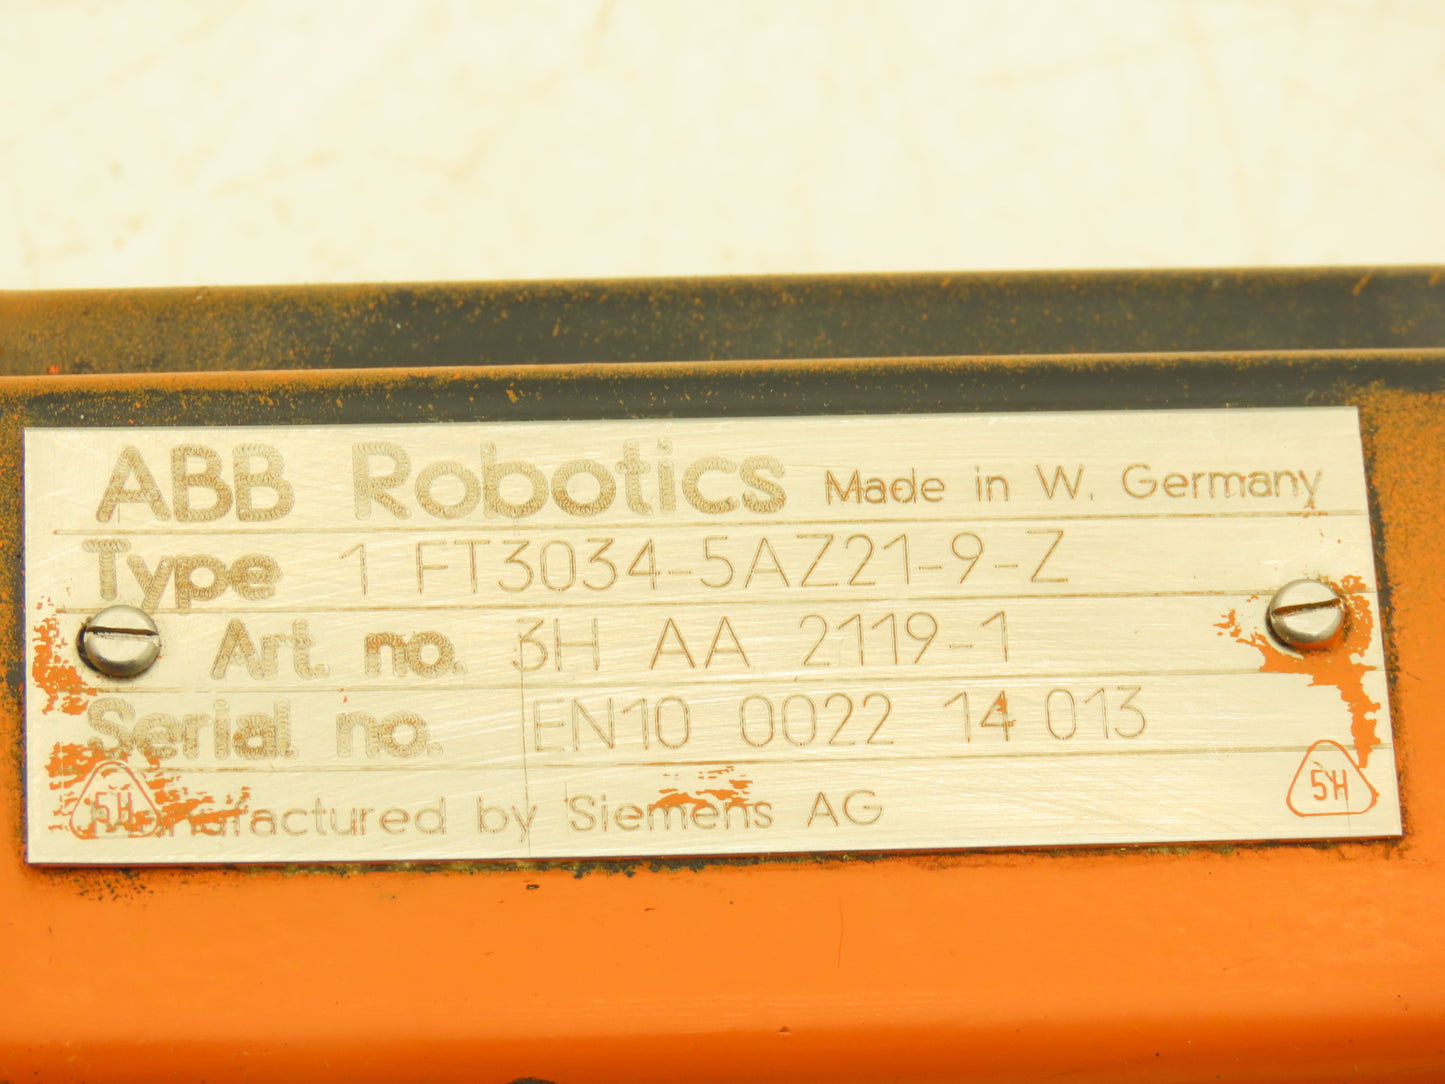 ABB Robotics Made in W. Germany
Type 1 FT3034-5AZ21-9-Z
Art. no. 3H AA 2119-1
Serial no. EN10 0022 14 013
Manufactured by Siemens AG
5H
5H